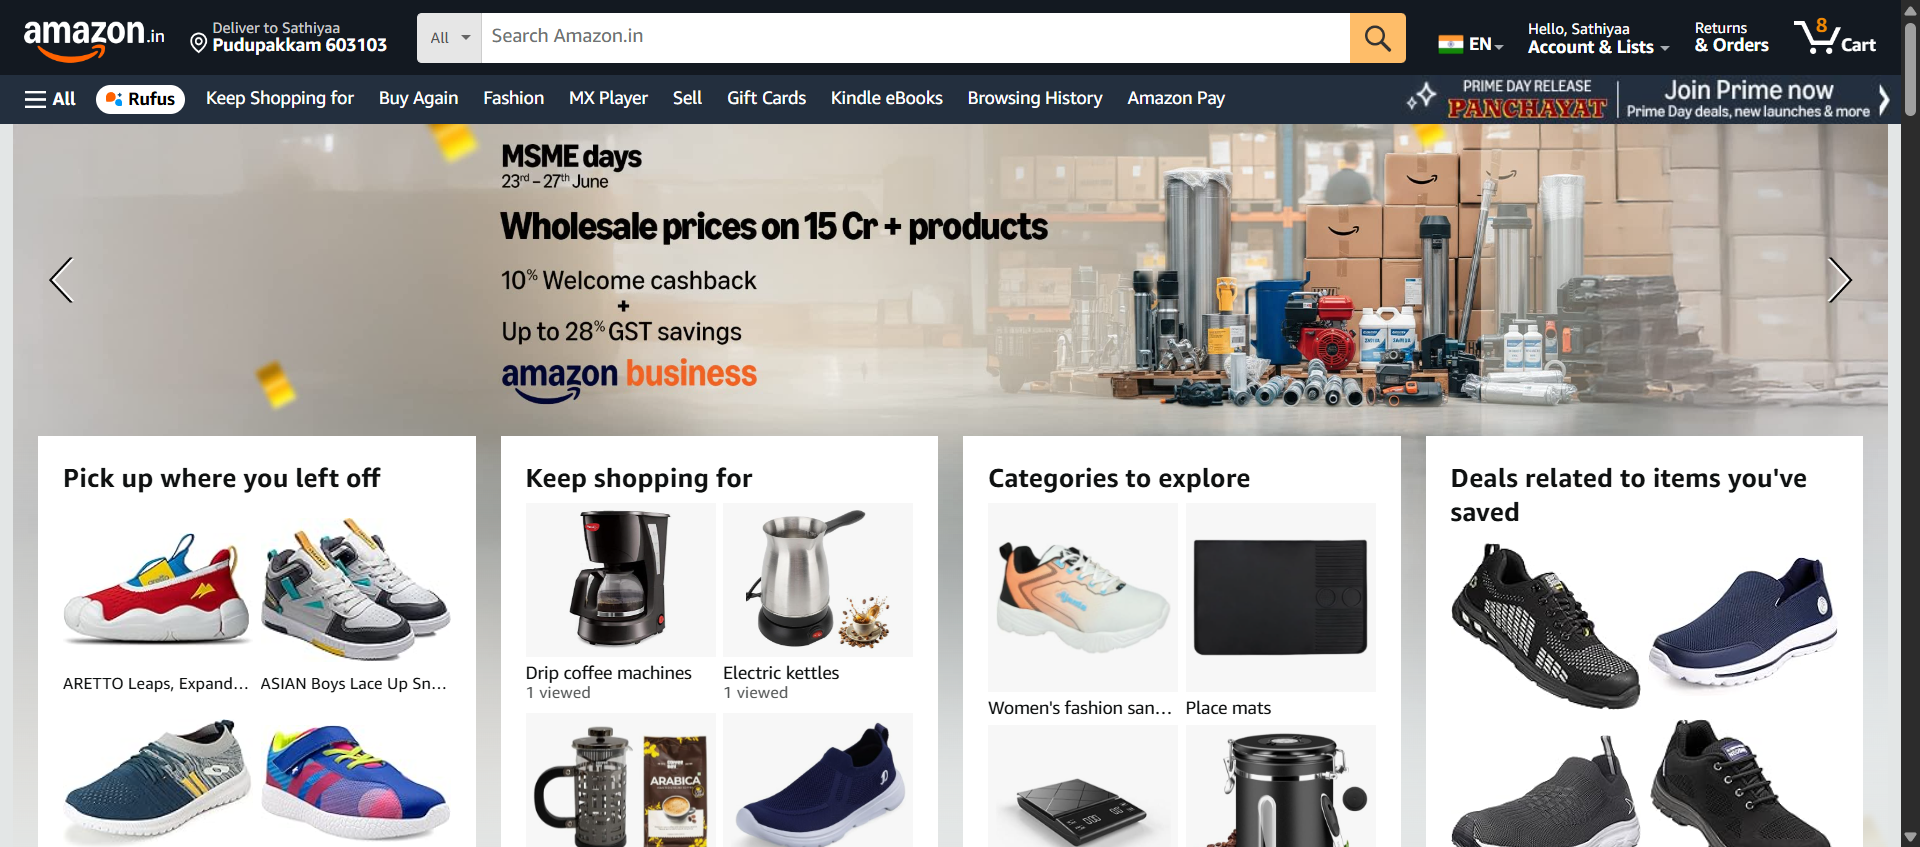 amazon.in
Deliver to Sathiyaa
Pudupakkam 603103
All
Search Amazon.in
EN
Hello, Sathiyaa
Account & Lists
Returns
& Orders
8
Cart
All
Rufus
Keep Shopping for
Buy Again
Fashion
MX Player
Sell
Gift Cards
Kindle eBooks
Browsing History
Amazon Pay
PRIME DAY RELEASE
PANCHAYAT
Join Prime now
Prime Day deals, new launches & more
MSME days
23rd – 27th June
Wholesale prices on 15 Cr + products
10% Welcome cashback
+
Up to 28% GST savings
amazon business
Pick up where you left off
ARETTO Leaps, Expand…
ASIAN Boys Lace Up Sn…
Keep shopping for
Drip coffee machines
1 viewed
Electric kettles
1 viewed
ARABICA
Categories to explore
Women's fashion san…
Place mats
Deals related to items you've
saved